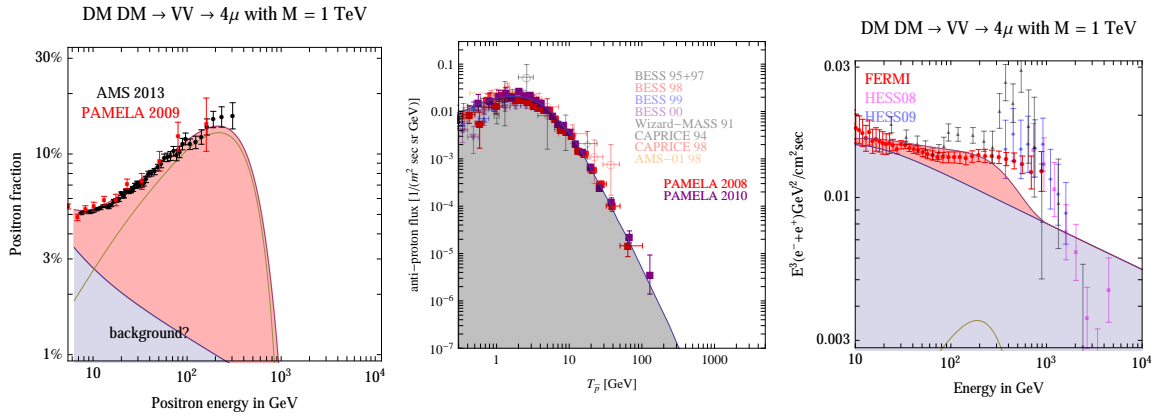 DM DM → VV → 4μ with M = 1 TeV
30%
10%
3%
1%
Positron fraction
AMS 2013
PAMELA 2009
background?
10
10²
10³
10⁴
Positron energy in GeV
0.1
0.01
10⁻³
10⁻⁴
10⁻⁵
10⁻⁶
10⁻⁷
anti-proton flux [1/(m² sec sr GeV)]
BESS 95+97
BESS 98
BESS 99
BESS 00
Wizard-MASS 91
CAPRICE 94
CAPRICE 98
AMS-01 98
PAMELA 2008
PAMELA 2010
1
10
100
1000
T_p̄ [GeV]
DM DM → VV → 4μ with M = 1 TeV
0.03
0.01
0.003
E³(e⁻+e⁺)GeV²/cm²sec
FERMI
HESS08
HESS09
10
10²
10³
10⁴
Energy in GeV